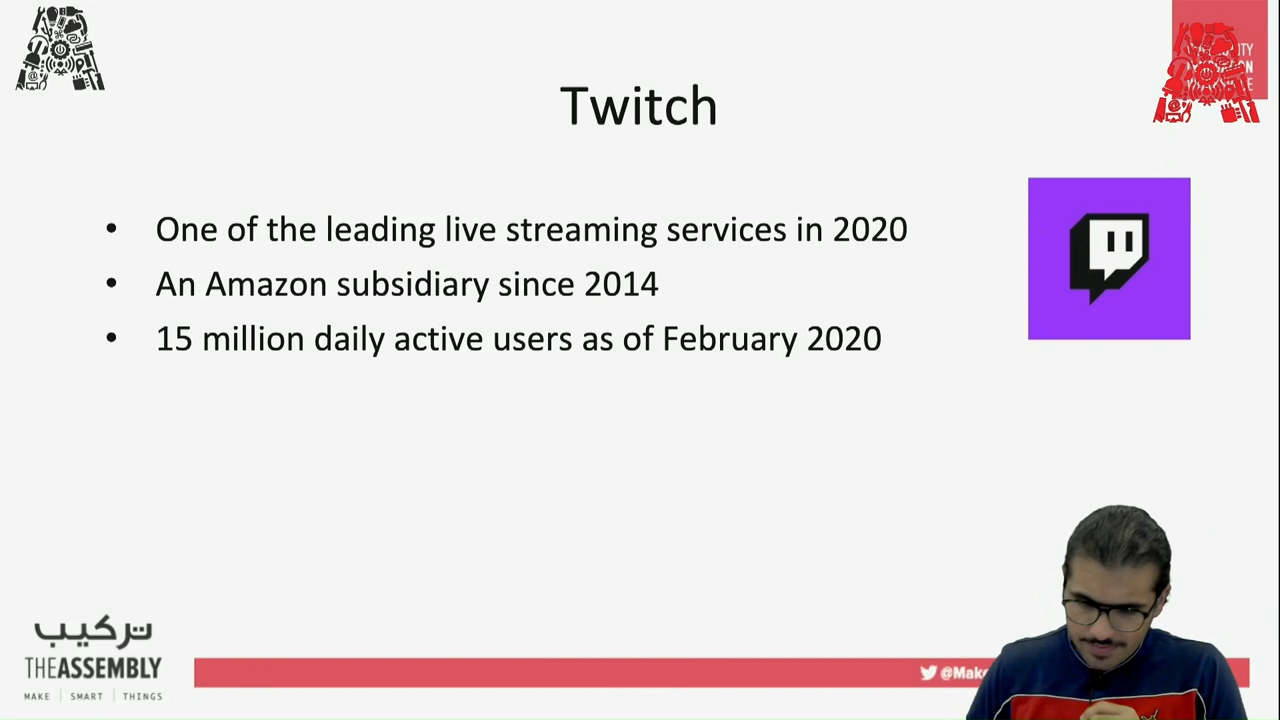 Twitch
• One of the leading live streaming services in 2020
• An Amazon subsidiary since 2014
• 15 million daily active users as of February 2020
تركيب
THEASSEMBLY
MAKE | SMART | THINGS